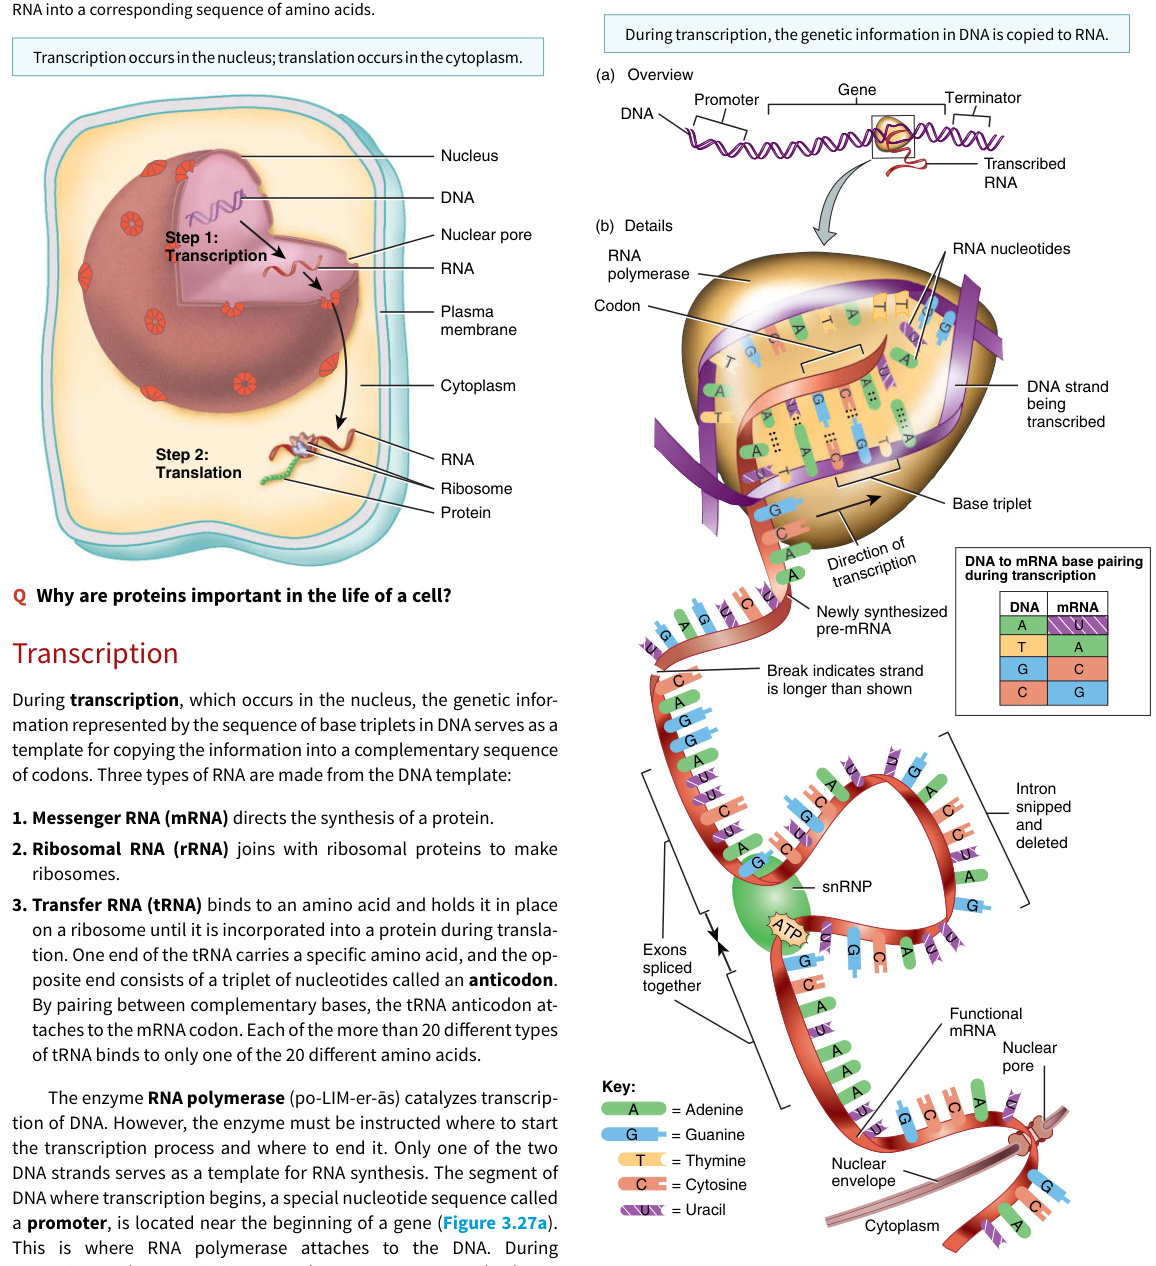 RNA into a corresponding sequence of amino acids.
Transcription occurs in the nucleus; translation occurs in the cytoplasm.
Nucleus
DNA
Nuclear pore
RNA
Step 1:
Transcription
Plasma
membrane
Cytoplasm
Step 2:
Translation
RNA
Ribosome
Protein
Q Why are proteins important in the life of a cell?
Transcription
During transcription, which occurs in the nucleus, the genetic infor-
mation represented by the sequence of base triplets in DNA serves as a
template for copying the information into a complementary sequence
of codons. Three types of RNA are made from the DNA template:
1. Messenger RNA (mRNA) directs the synthesis of a protein.
2. Ribosomal RNA (rRNA) joins with ribosomal proteins to make
ribosomes.
3. Transfer RNA (tRNA) binds to an amino acid and holds it in place
on a ribosome until it is incorporated into a protein during transla-
tion. One end of the tRNA carries a specific amino acid, and the op-
posite end consists of a triplet of nucleotides called an anticodon.
By pairing between complementary bases, the tRNA anticodon at-
taches to the mRNA codon. Each of the more than 20 different types
of tRNA binds to only one of the 20 different amino acids.
The enzyme RNA polymerase (po-LIM-er-ās) catalyzes transcrip-
tion of DNA. However, the enzyme must be instructed where to start
the transcription process and where to end it. Only one of the two
DNA strands serves as a template for RNA synthesis. The segment of
DNA where transcription begins, a special nucleotide sequence called
a promoter, is located near the beginning of a gene (Figure 3.27a).
This is where RNA polymerase attaches to the DNA. During
During transcription, the genetic information in DNA is copied to RNA.
(a) Overview
Gene
Promoter
Terminator
DNA
Transcribed
RNA
(b) Details
RNA
polymerase
RNA nucleotides
Codon
DNA strand
being
transcribed
Base triplet
Direction of
transcription
Newly synthesized
pre-mRNA
Break indicates strand
is longer than shown
DNA to mRNA base pairing
during transcription
DNA mRNA
A U
T A
G C
C G
Intron
snipped
and
deleted
snRNP
ATP
Exons
spliced
together
Functional
mRNA
Nuclear
pore
Key:
A = Adenine
G = Guanine
T = Thymine
C = Cytosine
U = Uracil
Nuclear
envelope
Cytoplasm